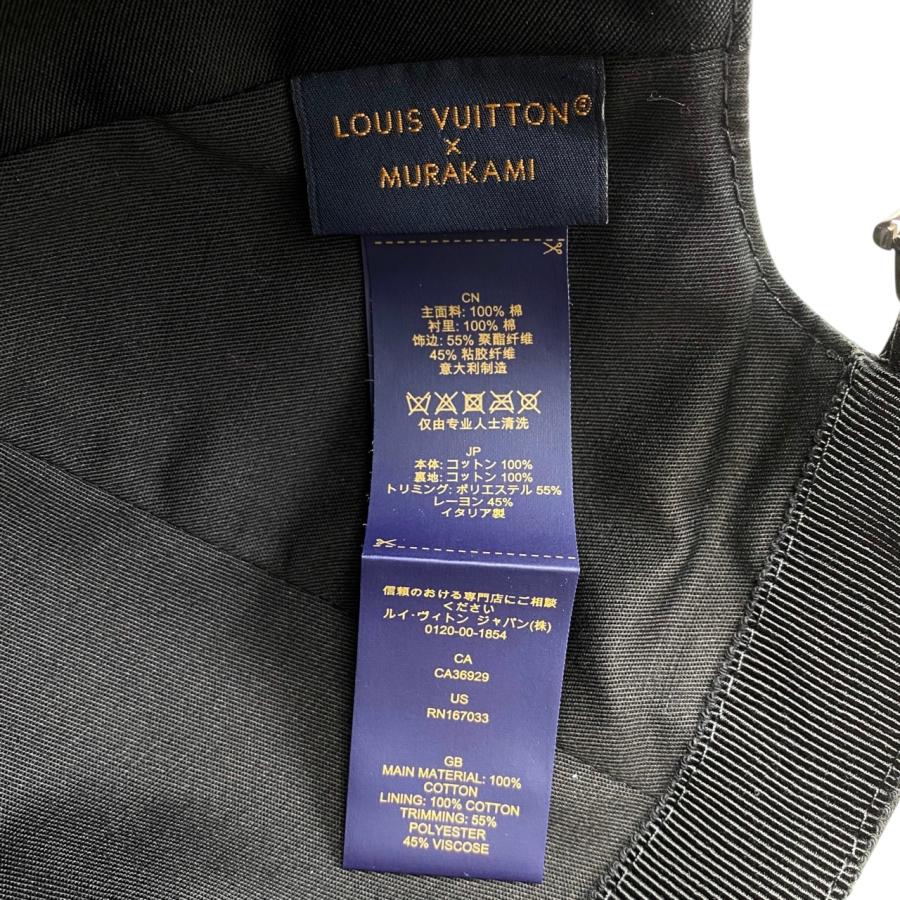 LOUIS VUITTON®
×
MURAKAMI
CN
主面料: 100% 棉
衬里: 100% 棉
饰边: 55% 聚酯纤维
45% 粘胶纤维
意大利制造
仅由专业人士清洗
JP
本体: コットン 100%
裏地: コットン 100%
トリミング: ポリエステル 55%
レーヨン 45%
イタリア製
信頼のおける専門店にご相談
ください
ルイ・ヴィトン ジャパン(株)
0120-00-1854
CA
CA36929
US
RN167033
GB
MAIN MATERIAL: 100%
COTTON
LINING: 100% COTTON
TRIMMING: 55%
POLYESTER
45% VISCOSE